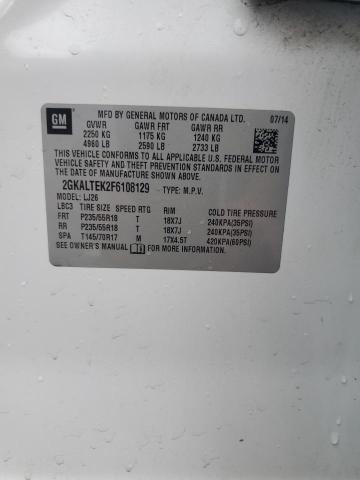 GM
MFD BY GENERAL MOTORS OF CANADA LTD. 07/14
GVWR GAWR FRT GAWR RR
2250 KG 1175 KG 1240 KG
4960 LB 2590 LB 2733 LB
THIS VEHICLE CONFORMS TO ALL APPLICABLE U.S. FEDERAL MOTOR
VEHICLE SAFETY AND THEFT PREVENTION STANDARDS IN EFFECT ON
THE DATE OF MANUFACTURE SHOWN ABOVE.
2GKALTEK2F6108129 TYPE: M.P.V.
MODEL: LJ26
LBC3 TIRE SIZE SPEED RTG RIM COLD TIRE PRESSURE
FRT P235/55R18 T 18X7J 240KPA(35PSI)
RR P235/55R18 T 18X7J 240KPA(35PSI)
SPA T145/70R17 M 17X4.5T 420KPA(60PSI)
SEE OWNER'S MANUAL FOR MORE INFORMATION.